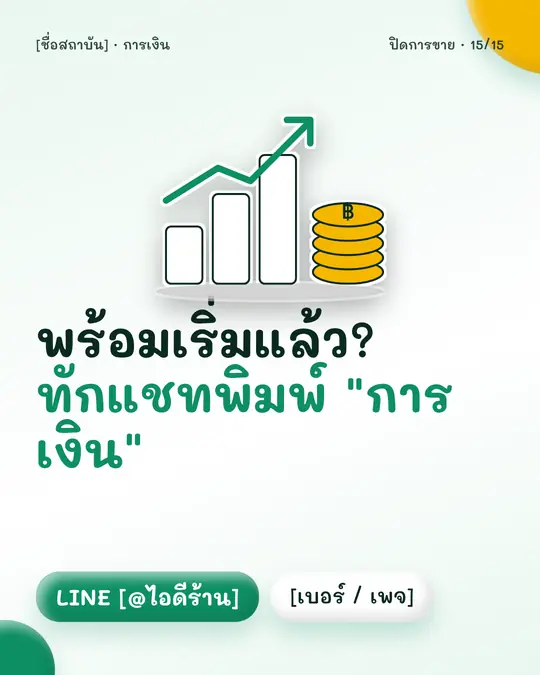 [ชื่อสถาบัน] · การเงิน
ปิดการขาย · 15/15
฿
พร้อมเริ่มแล้ว?
ทักแชทพิมพ์ "การ
เงิน"
LINE [@ไอดีร้าน]
[เบอร์ / เพจ]